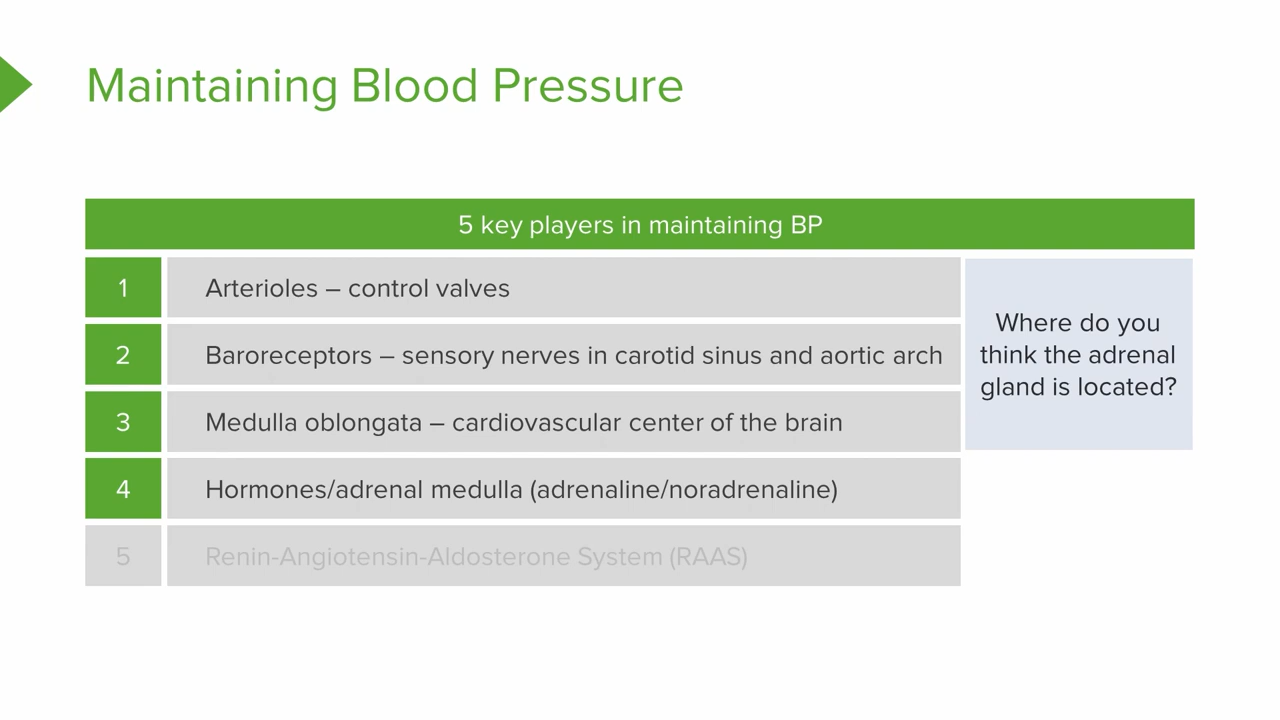 Maintaining Blood Pressure
5 key players in maintaining BP
1 Arterioles – control valves
2 Baroreceptors – sensory nerves in carotid sinus and aortic arch
3 Medulla oblongata – cardiovascular center of the brain
4 Hormones/adrenal medulla (adrenaline/noradrenaline)
5 Renin-Angiotensin-Aldosterone System (RAAS)
Where do you
think the adrenal
gland is located?